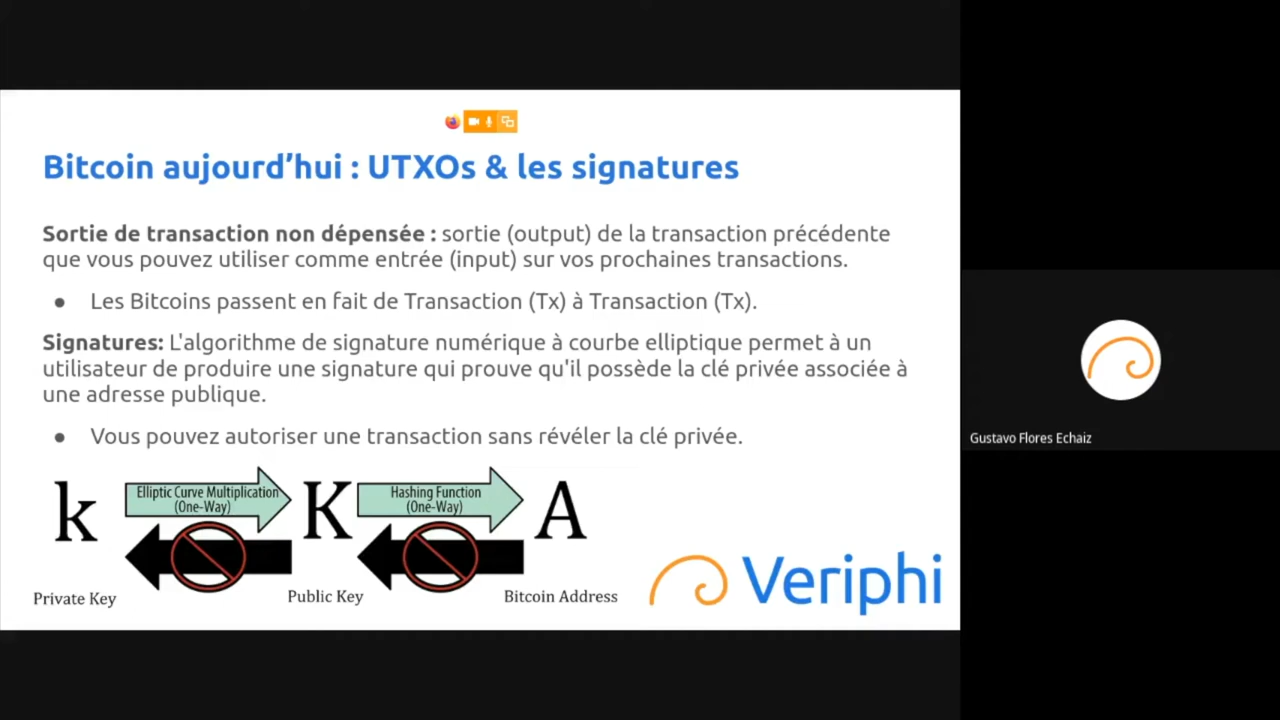 Bitcoin aujourd’hui : UTXOs & les signatures
Sortie de transaction non dépensée : sortie (output) de la transaction précédente
que vous pouvez utiliser comme entrée (input) sur vos prochaines transactions.
● Les Bitcoins passent en fait de Transaction (Tx) à Transaction (Tx).
Signatures: L'algorithme de signature numérique à courbe elliptique permet à un
utilisateur de produire une signature qui prouve qu'il possède la clé privée associée à
une adresse publique.
● Vous pouvez autoriser une transaction sans révéler la clé privée.
k
Elliptic Curve Multiplication
(One-Way)
K
Hashing Function
(One-Way)
A
Private Key
Public Key
Bitcoin Address
Veriphi
Gustavo Flores Echaiz